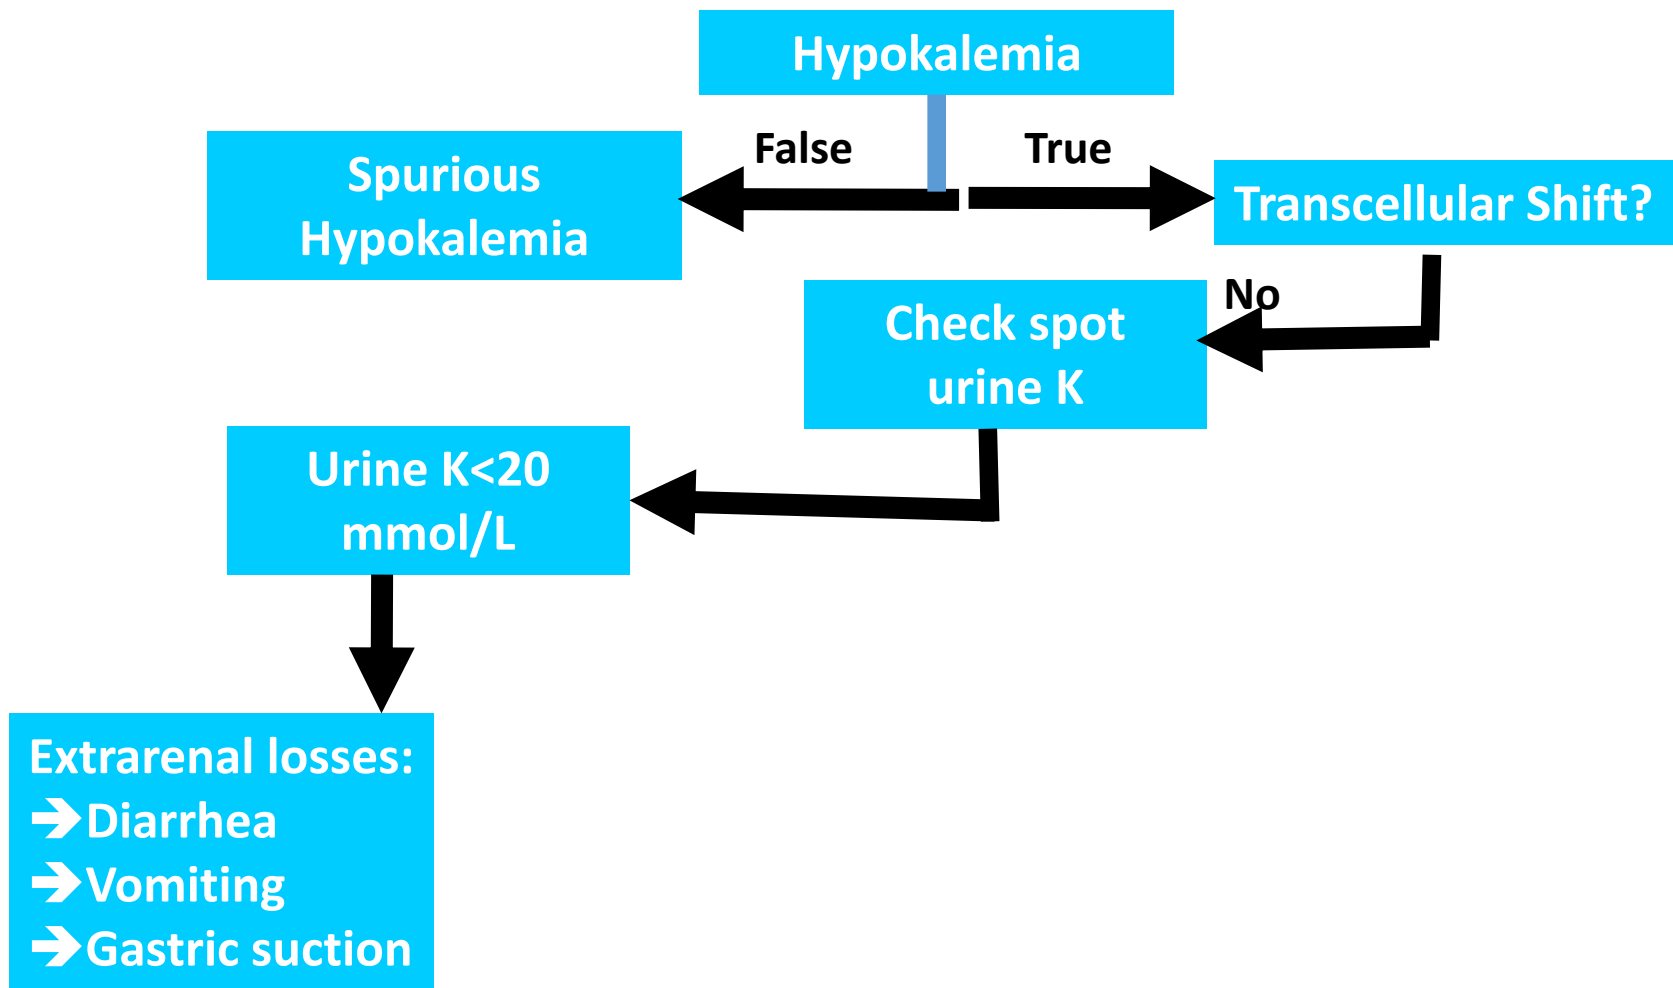 Hypokalemia
False
True
Spurious
Hypokalemia
Transcellular Shift?
No
Check spot
urine K
Urine K<20
mmol/L
Extrarenal losses:
➔Diarrhea
➔Vomiting
➔Gastric suction